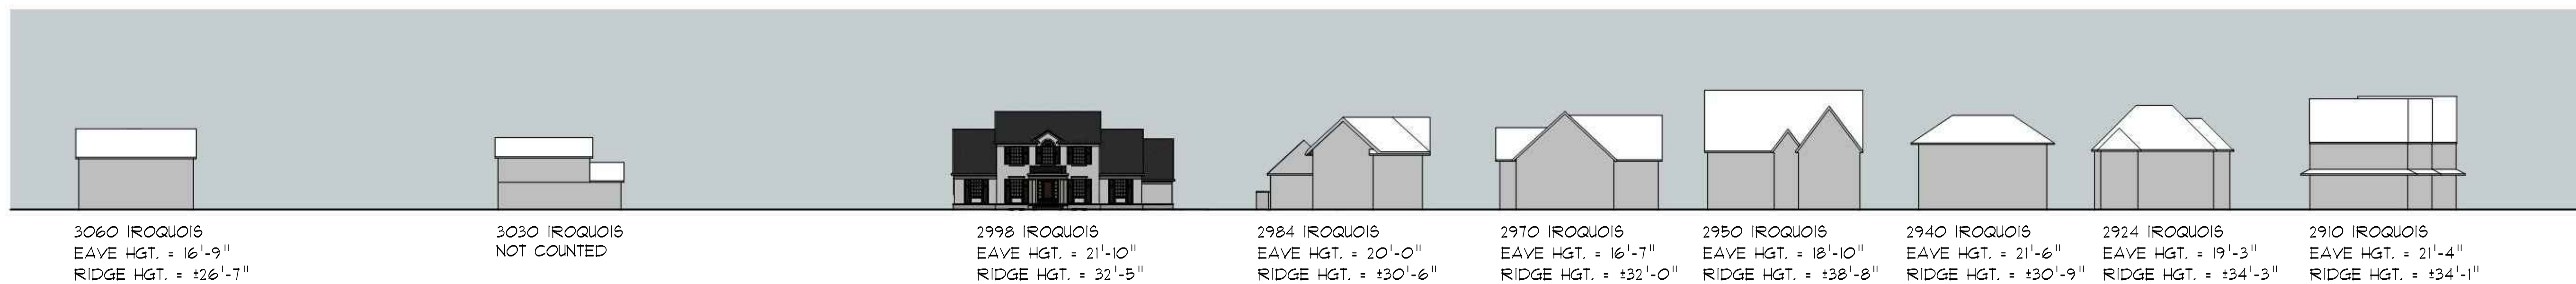 3060 IROQUOIS
EAVE HGT. = 16'-9"
RIDGE HGT. = ±26'-7"
3030 IROQUOIS
NOT COUNTED
2998 IROQUOIS
EAVE HGT. = 21'-10"
RIDGE HGT. = 32'-5"
2984 IROQUOIS
EAVE HGT. = 20'-0"
RIDGE HGT. = ±30'-6"
2970 IROQUOIS
EAVE HGT. = 16'-7"
RIDGE HGT. = ±32'-0"
2950 IROQUOIS
EAVE HGT. = 18'-10"
RIDGE HGT. = ±38'-8"
2940 IROQUOIS
EAVE HGT. = 21'-6"
RIDGE HGT. = ±30'-9"
2924 IROQUOIS
EAVE HGT. = 19'-3"
RIDGE HGT. = ±34'-3"
2910 IROQUOIS
EAVE HGT. = 21'-4"
RIDGE HGT. = ±34'-1"